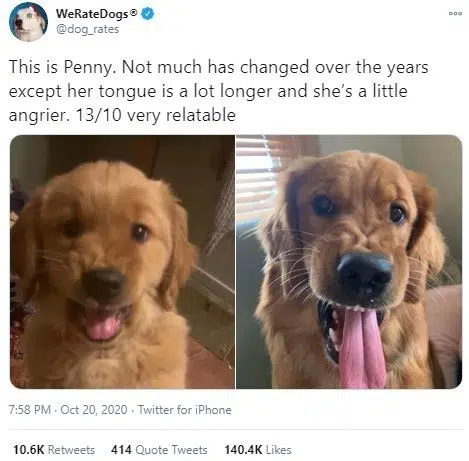 WeRateDogs®
@dog_rates
This is Penny. Not much has changed over the years
except her tongue is a lot longer and she’s a little
angrier. 13/10 very relatable
7:58 PM · Oct 20, 2020 · Twitter for iPhone
10.6K Retweets 414 Quote Tweets 140.4K Likes